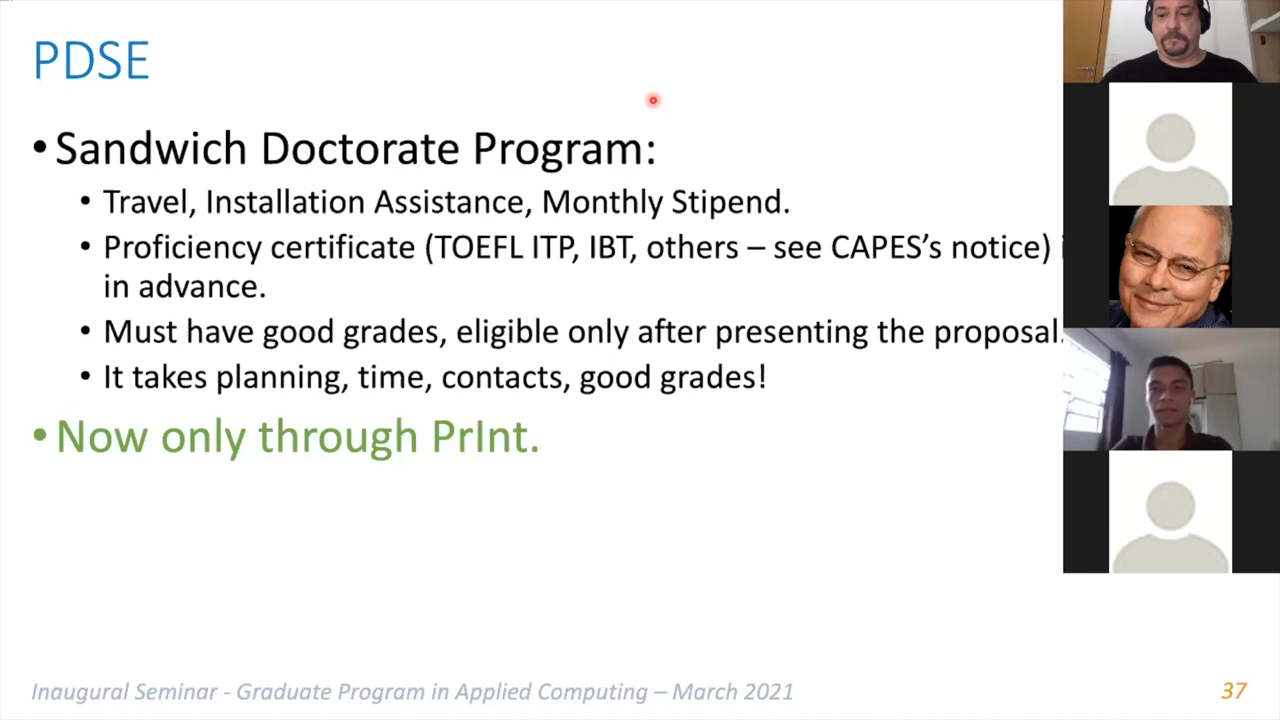 PDSE
• Sandwich Doctorate Program:
• Travel, Installation Assistance, Monthly Stipend.
• Proficiency certificate (TOEFL ITP, IBT, others – see CAPES’s notice)
in advance.
• Must have good grades, eligible only after presenting the proposal.
• It takes planning, time, contacts, good grades!
• Now only through PrInt.
Inaugural Seminar - Graduate Program in Applied Computing – March 2021
37